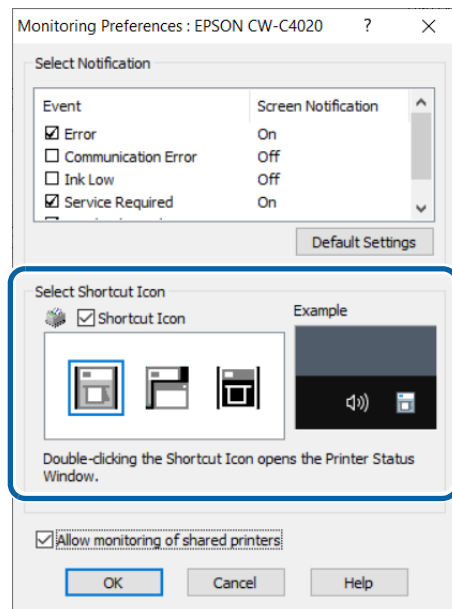 Monitoring Preferences : EPSON CW-C4020 ?
Select Notification
Event Screen Notification
Error On
Communication Error Off
Ink Low Off
Service Required On
Default Settings
Select Shortcut Icon
Shortcut Icon
Example
Double-clicking the Shortcut Icon opens the Printer Status
Window.
Allow monitoring of shared printers
OK Cancel Help